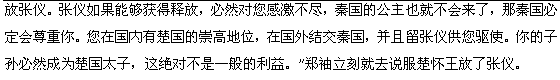 放张仪。张仪如果能够获得释放，必然对您感激不尽，秦国的公主也就不会来了，那秦国必
定会尊重你。您在国内有楚国的崇高地位，在国外结交秦国，并且留张仪供您驱使。你的子
孙必然成为楚国太子，这绝对不是一般的利益。”郑袖立刻就去说服楚怀王放了张仪。